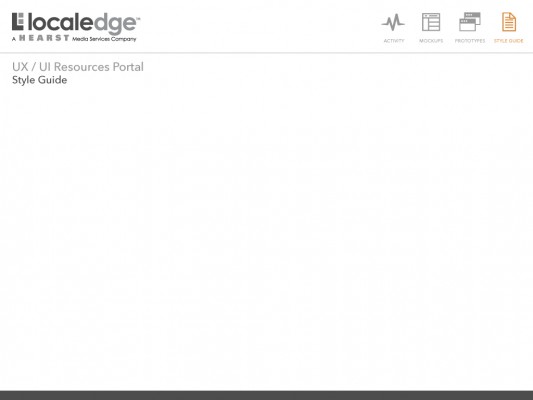 localedge™
A HEARST Media Services Company
ACTIVITY
MOCKUPS
PROTOTYPES
STYLE GUIDE
UX / UI Resources Portal
Style Guide